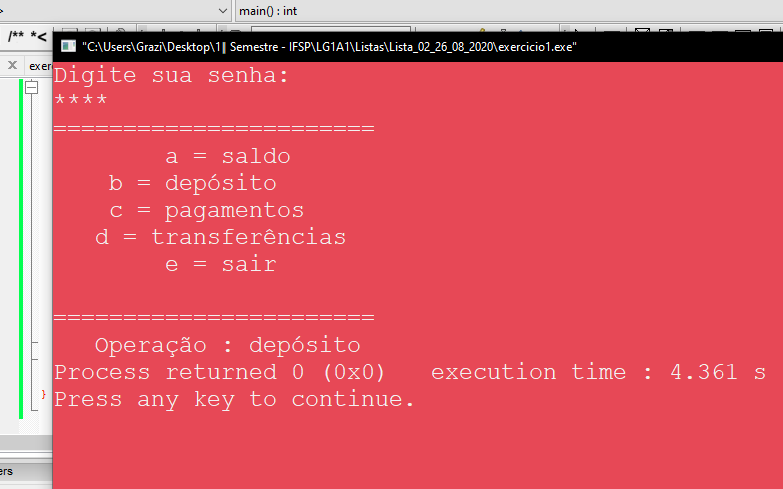 main() : int
/** *<
"C:\Users\Grazi\Desktop\1‖ Semestre - IFSP\LG1A1\Listas\Lista_02_26_08_2020\exercicio1.exe"
Digite sua senha:
****
=======================
a = saldo
b = depósito
c = pagamentos
d = transferências
e = sair
=======================
Operação : depósito
Process returned 0 (0x0)   execution time : 4.361 s
Press any key to continue.
}